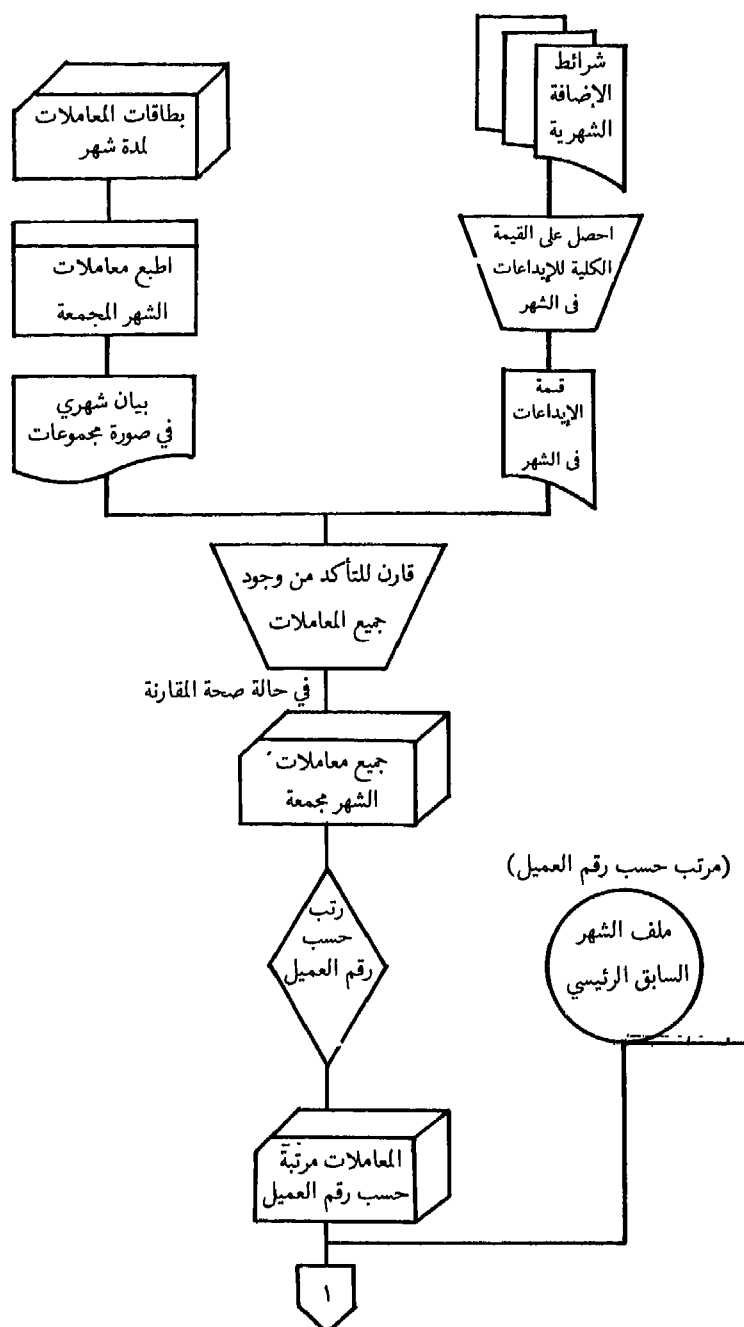 شرائط
الإضافة
الشهرية
بطاقات المعاملات
لمدة شهر
احصل على القيمة
الكلية للإيداعات
فى الشهر
اطبع معاملات
الشهر المجمعة
بيان شهري
في صورة مجموعات
قيمة
الإيداعات
فى الشهر
قارن للتأكد من وجود
جميع المعاملات
في حالة صحة المقارنة
جميع معاملات
الشهر مجمعة
(مرتب حسب رقم العميل)
ملف الشهر
السابق الرئيسي
رتب
حسب
رقم العميل
المعاملات مرتبة
حسب رقم العميل
١